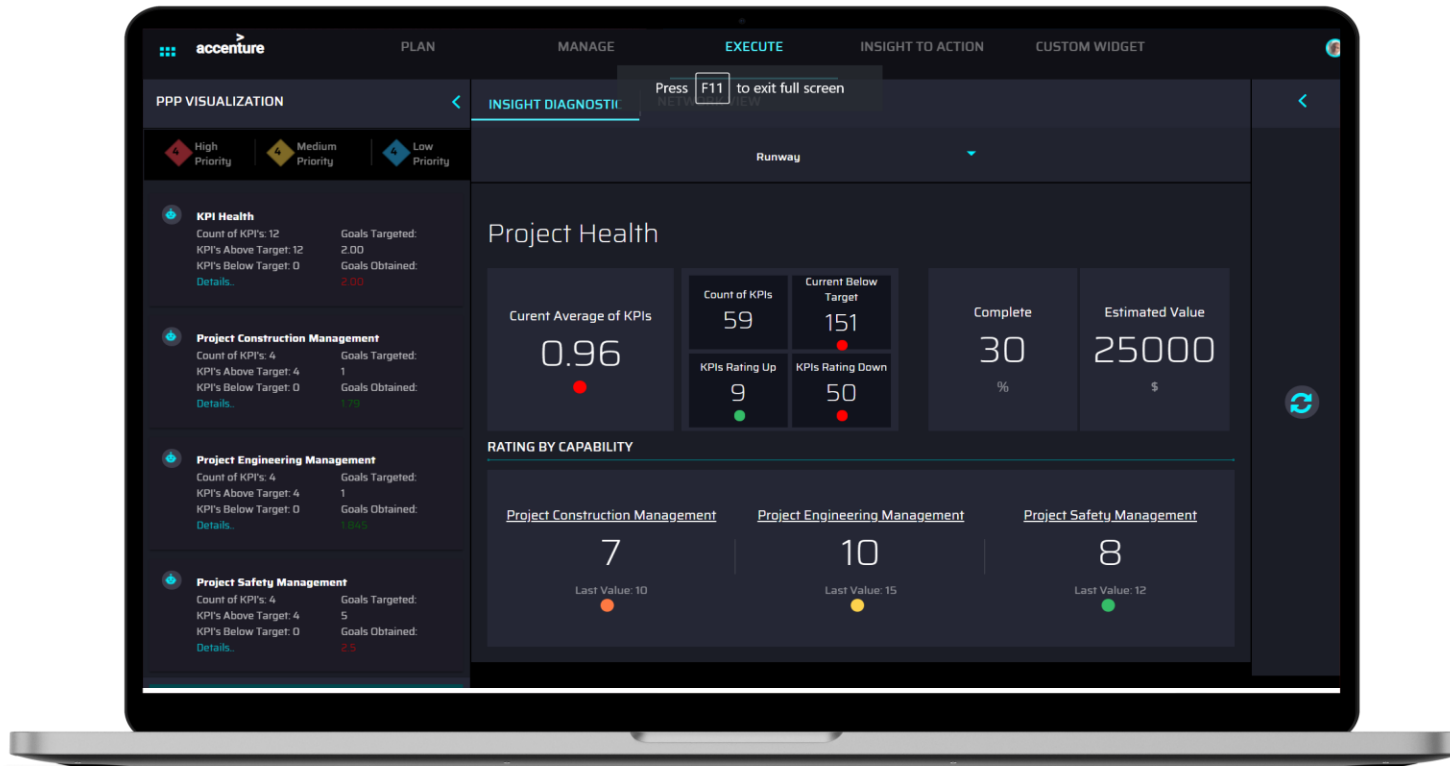 accenture
PLAN
MANAGE
EXECUTE
INSIGHT TO ACTION
CUSTOM WIDGET
Press F11 to exit full screen
PPP VISUALIZATION
INSIGHT DIAGNOSTIC
NETWORK VIEW
4 High Priority
4 Medium Priority
4 Low Priority
Runway
KPI Health
Count of KPI's: 12
KPI's Above Target: 12
KPI's Below Target: 0
Details..
Goals Targeted:
2.00
Goals Obtained:
2.00
Project Construction Management
Count of KPI's: 4
KPI's Above Target: 4
KPI's Below Target: 0
Details..
Goals Targeted:
1
Goals Obtained:
1.79
Project Engineering Management
Count of KPI's: 4
KPI's Above Target: 4
KPI's Below Target: 0
Details..
Goals Targeted:
1
Goals Obtained:
1.845
Project Safety Management
Count of KPI's: 4
KPI's Above Target: 4
KPI's Below Target: 0
Details..
Goals Targeted:
5
Goals Obtained:
2.5
Project Health
Curent Average of KPIs
0.96
Count of KPIs
59
Current Below
Target
151
KPIs Rating Up
9
KPIs Rating Down
50
Complete
30
%
Estimated Value
25000
$
RATING BY CAPABILITY
Project Construction Management
7
Last Value: 10
Project Engineering Management
10
Last Value: 15
Project Safety Management
8
Last Value: 12